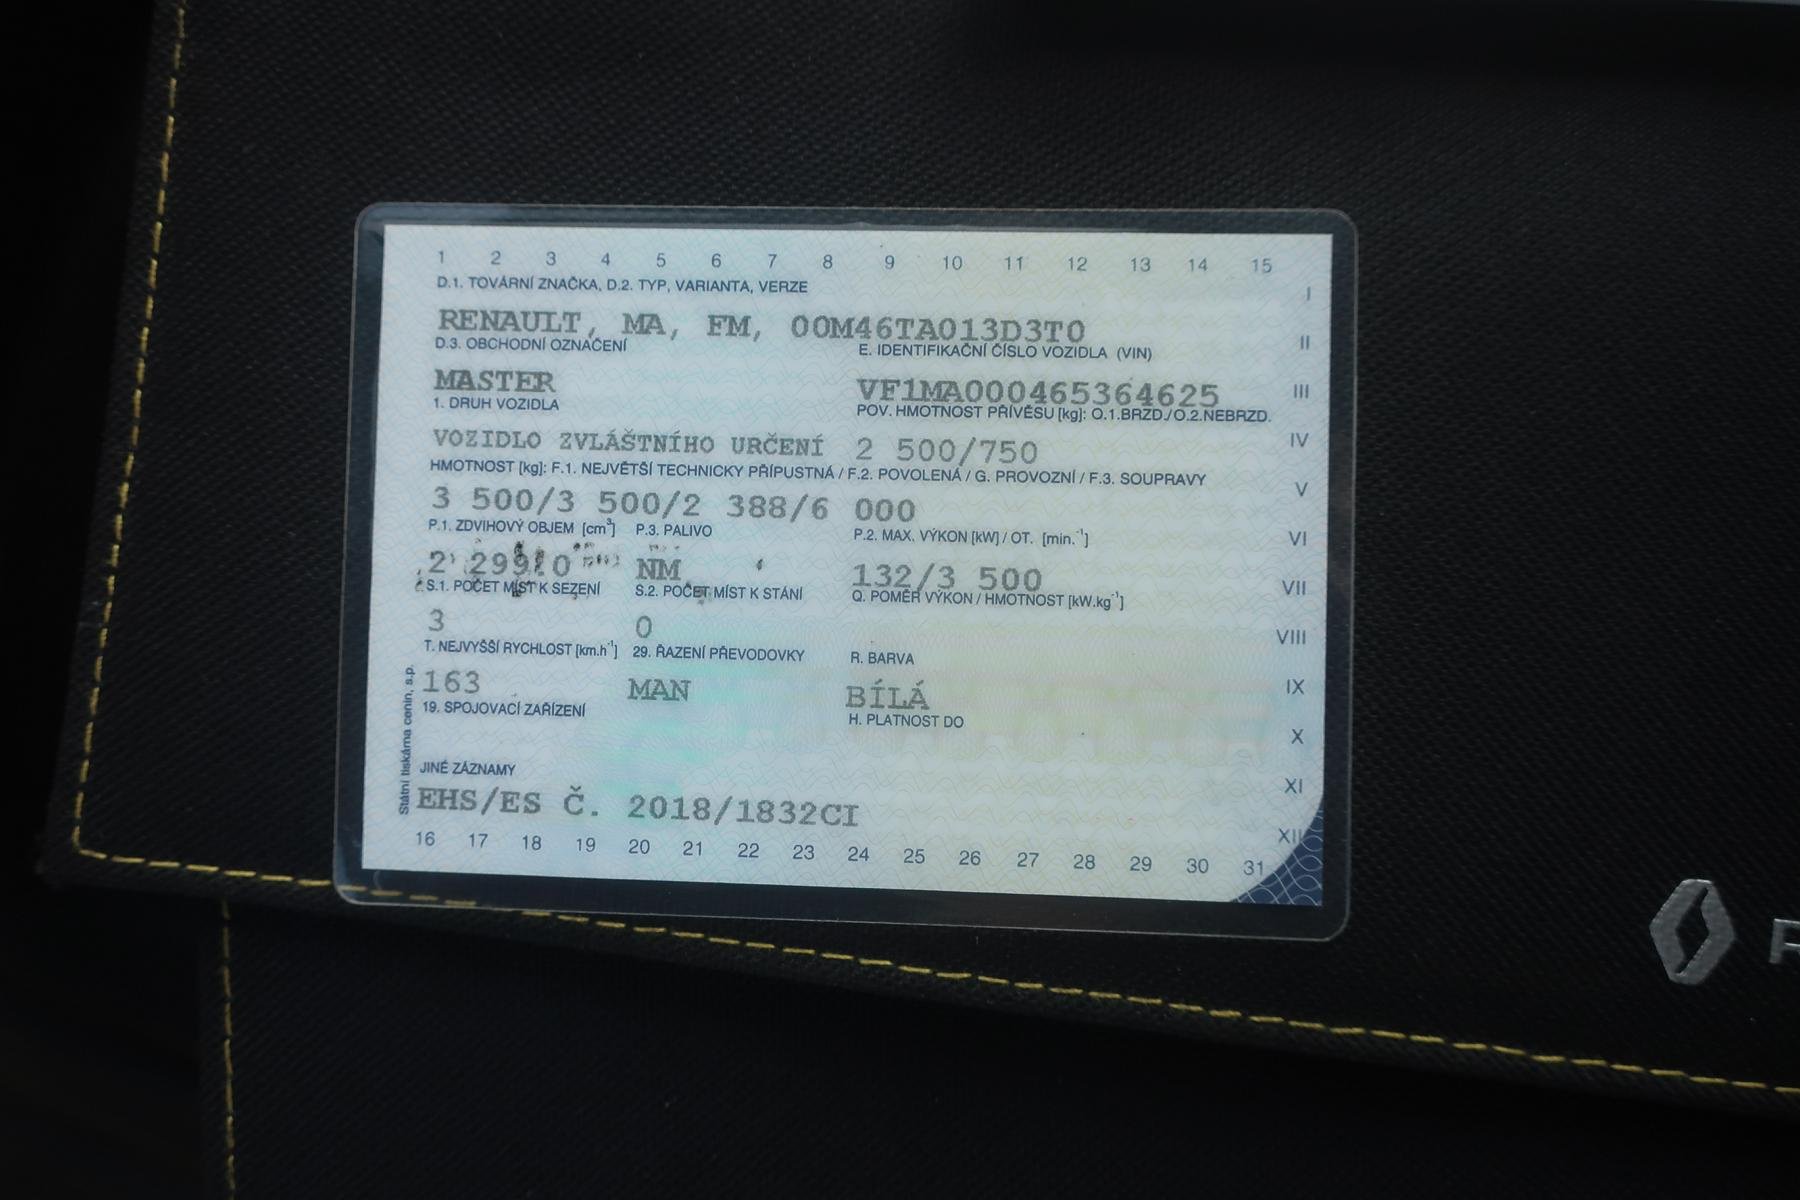 1 2 3 4 5 6 7 8 9 10 11 12 13 14 15
D.1. TOVÁRNÍ ZNAČKA, D.2. TYP, VARIANTA, VERZE
I
RENAULT, MA, FM, 00M46TA013D3T0
II
D.3. OBCHODNÍ OZNAČENÍ E. IDENTIFIKAČNÍ ČÍSLO VOZIDLA (VIN)
MASTER VF1MA000465364625
III
1. DRUH VOZIDLA POV. HMOTNOST PŘÍVĚSU [kg]: O.1.BRZD./O.2.NEBRZD.
VOZIDLO ZVLÁŠTNÍHO URČENÍ 2 500/750
IV
HMOTNOST [kg]: F.1. NEJVĚTŠÍ TECHNICKY PŘÍPUSTNÁ / F.2. POVOLENÁ / G. PROVOZNÍ / F.3. SOUPRAVY
V
3 500/3 500/2 388/6 000
P.1. ZDVIHOVÝ OBJEM [cm³] P.3. PALIVO P.2. MAX. VÝKON [kW] / OT. [min.⁻¹]
VI
NM 132/3 500
VII
S.1. POČET MÍST K SEZENÍ S.2. POČET MÍST K STÁNÍ Q. POMĚR VÝKON / HMOTNOST [kW.kg⁻¹]
3 0
VIII
T. NEJVYŠŠÍ RYCHLOST [km.h⁻¹] 29. ŘAZENÍ PŘEVODOVKY R. BARVA
163 MAN BÍLÁ
IX
19. SPOJOVACÍ ZAŘÍZENÍ H. PLATNOST DO
X
JINÉ ZÁZNAMY
XI
EHS/ES Č. 2018/1832CI
XII
16 17 18 19 20 21 22 23 24 25 26 27 28 29 30 31
Státní tiskárna cenin, s.p.